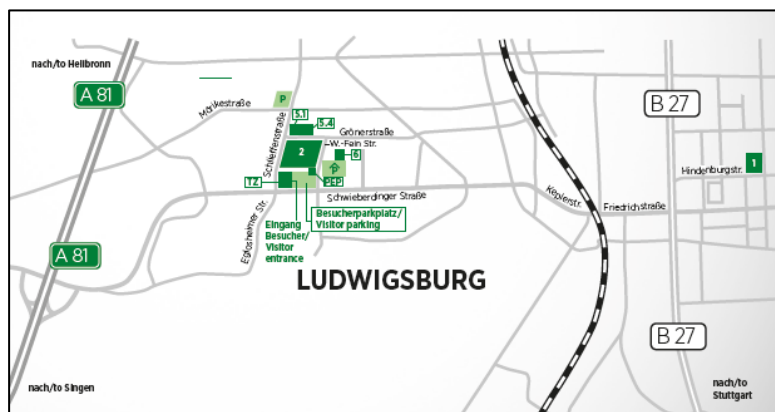 nach/to Heilbronn
A 81
Mörikestraße
P
Schlieffenstraße
5.1
5.4
Grönerstraße
W.-Fein Str.
2
6
P
TZ
SEP
Schwieberdinger Straße
Eglosheimer Str.
Eingang
Besucher/
Visitor
entrance
Besucherparkplatz/
Visitor parking
Keplerstr.
Friedrichstraße
B 27
Hindenburgstr.
1
A 81
LUDWIGSBURG
B 27
nach/to Singen
nach/to
Stuttgart